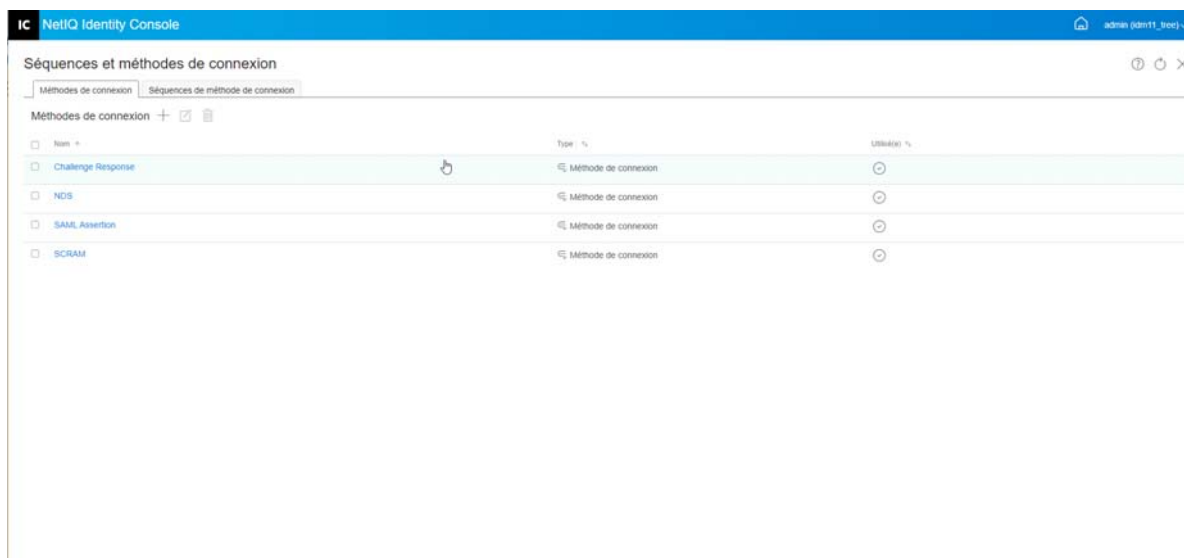 IC NetIQ Identity Console admin (idm11_tree)
Séquences et méthodes de connexion
Méthodes de connexion Séquences de méthode de connexion
Méthodes de connexion
Nom Type Utilisé(e)
Challenge Response Méthode de connexion
NDS Méthode de connexion
SAML Assertion Méthode de connexion
SCRAM Méthode de connexion